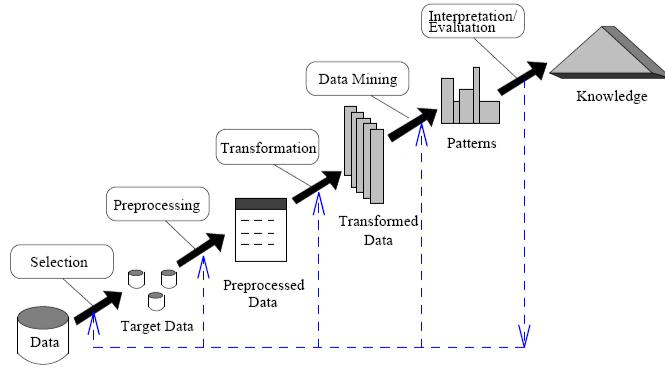 Interpretation/
Evaluation
Data Mining
Knowledge
Transformation
Patterns
Preprocessing
Transformed
Data
Selection
Preprocessed
Data
Target Data
Data